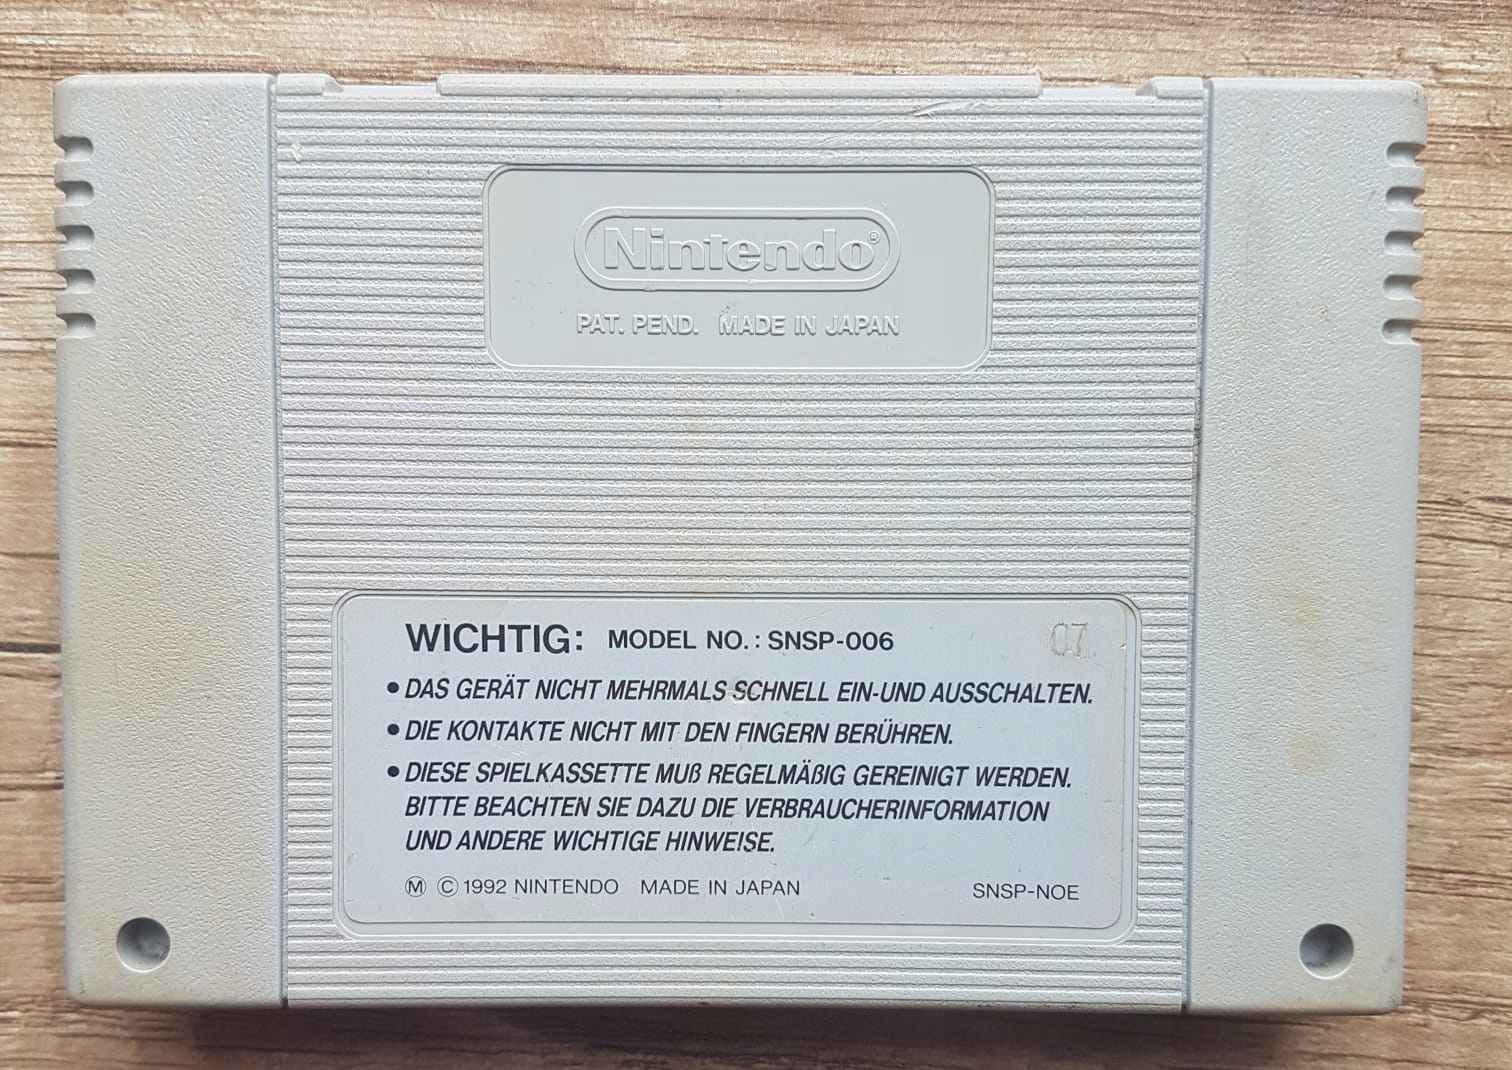 Nintendo®
PAT. PEND. MADE IN JAPAN
WICHTIG: MODEL NO.: SNSP-006
07
• DAS GERÄT NICHT MEHRMALS SCHNELL EIN-UND AUSSCHALTEN.
• DIE KONTAKTE NICHT MIT DEN FINGERN BERÜHREN.
• DIESE SPIELKASSETTE MUß REGELMÄßIG GEREINIGT WERDEN.
BITTE BEACHTEN SIE DAZU DIE VERBRAUCHERINFORMATION
UND ANDERE WICHTIGE HINWEISE.
Ⓜ © 1992 NINTENDO MADE IN JAPAN SNSP-NOE